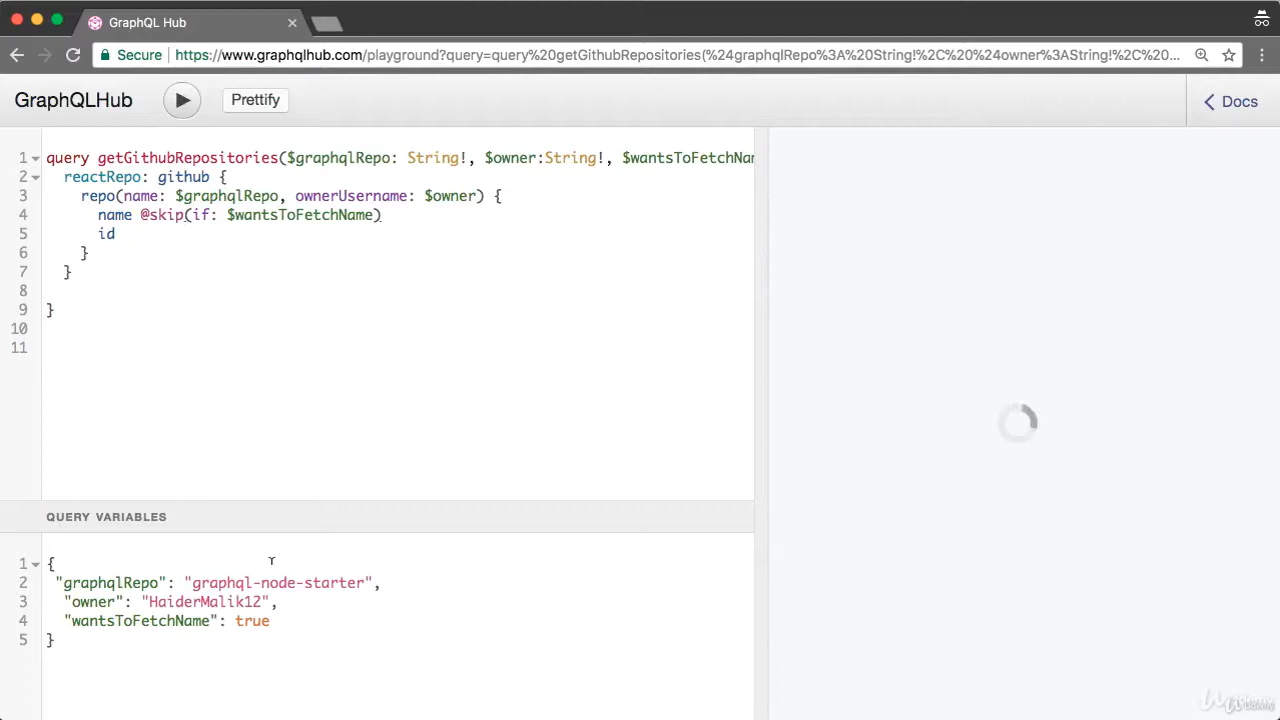 GraphQL Hub
Secure https://www.graphqlhub.com/playground?query=query%20getGithubRepositories(%24graphqlRepo%3A%20String!%2C%20%24owner%3AString!%2C%20...
GraphQLHub Prettify Docs
1 query getGithubRepositories($graphqlRepo: String!, $owner:String!, $wantsToFetchNam
2 reactRepo: github {
3 repo(name: $graphqlRepo, ownerUsername: $owner) {
4 name @skip(if: $wantsToFetchName)
5 id
6 }
7 }
8
9 }
10
11
QUERY VARIABLES
1 {
2 "graphqlRepo": "graphql-node-starter",
3 "owner": "HaiderMalik12",
4 "wantsToFetchName": true
5 }
Udemy